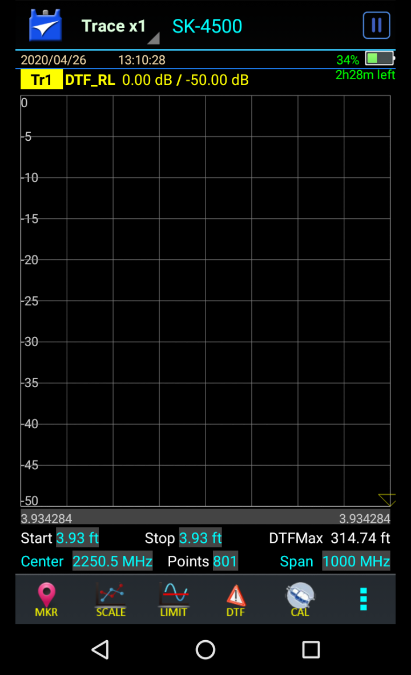 Trace x1 SK-4500
2020/04/26 13:10:28 34%
2h28m left
Tr1 DTF_RL 0.00 dB / -50.00 dB
0
-5
-10
-15
-20
-25
-30
-35
-40
-45
-50
3.934284 3.934284
Start 3.93 ft Stop 3.93 ft DTFMax 314.74 ft
Center 2250.5 MHz Points 801 Span 1000 MHz
MKR SCALE LIMIT DTF CAL